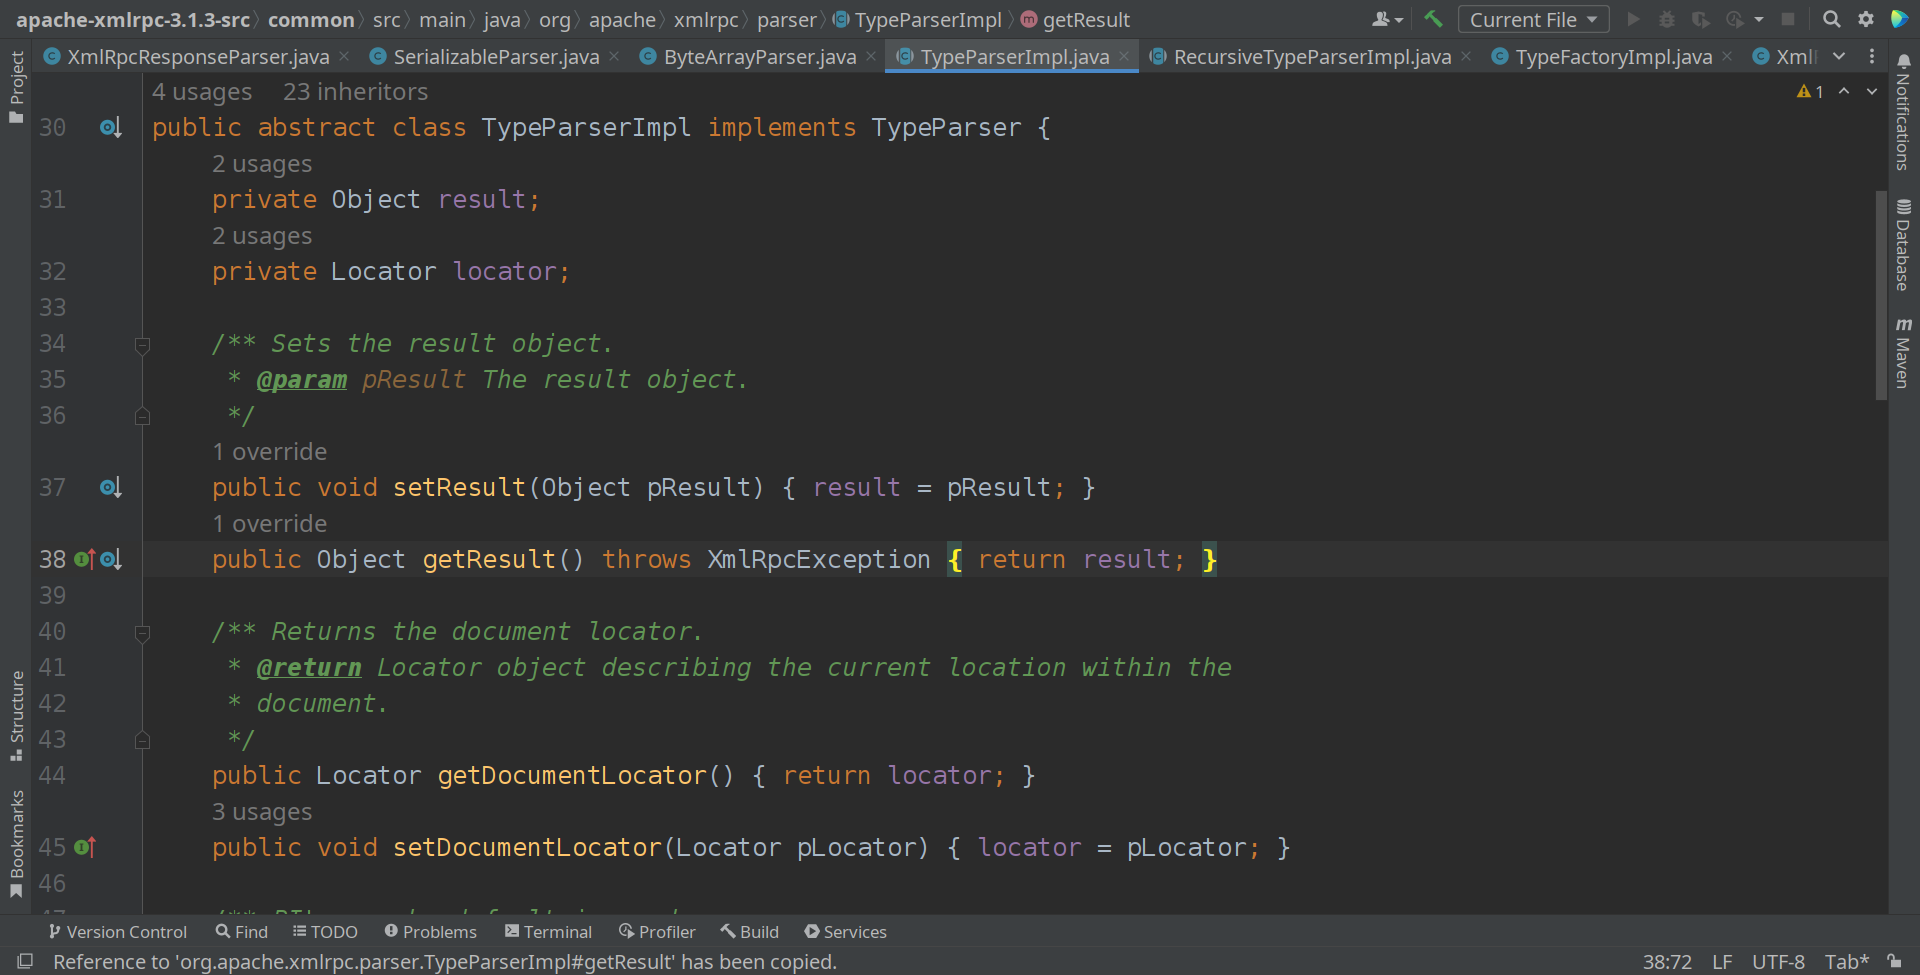 apache-xmlrpc-3.1.3-src common src main java org apache xmlrpc parser TypeParserImpl getResult Current File
XmlRpcResponseParser.java SerializableParser.java ByteArrayParser.java TypeParserImpl.java RecursiveTypeParserImpl.java TypeFactoryImpl.java
Project
Structure
Bookmarks
4 usages 23 inheritors
1
30 public abstract class TypeParserImpl implements TypeParser {
2 usages
31 private Object result;
2 usages
32 private Locator locator;
33
34 /** Sets the result object.
35 * @param pResult The result object.
36 */
1 override
37 public void setResult(Object pResult) { result = pResult; }
1 override
38 public Object getResult() throws XmlRpcException { return result; }
39
40 /** Returns the document locator.
41 * @return Locator object describing the current location within the
42 * document.
43 */
44 public Locator getDocumentLocator() { return locator; }
3 usages
45 public void setDocumentLocator(Locator pLocator) { locator = pLocator; }
46
Notifications
Database
Maven
Version Control Find TODO Problems Terminal Profiler Build Services
Reference to 'org.apache.xmlrpc.parser.TypeParserImpl#getResult' has been copied. 38:72 LF UTF-8 Tab*